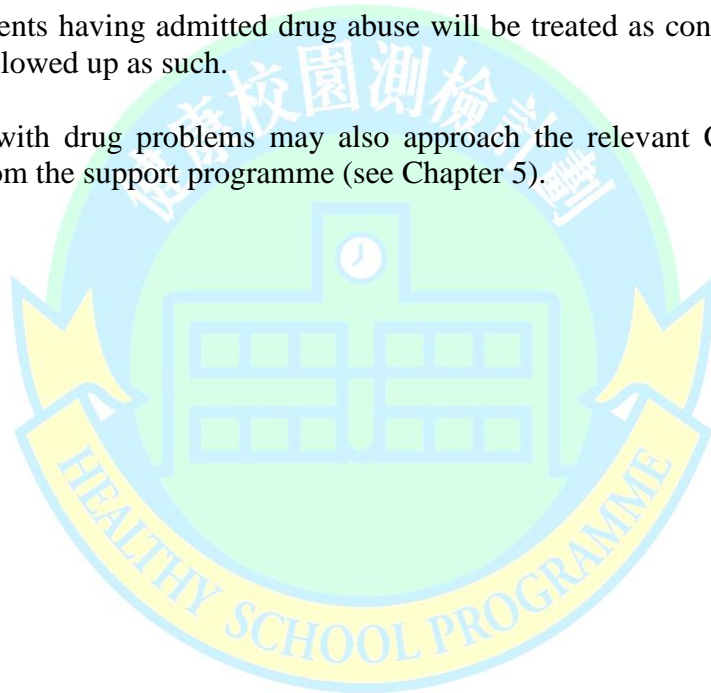 ents having admitted drug abuse will be treated as con
lowed up as such.
with drug problems may also approach the relevant C
om the support programme (see Chapter 5).
健康校園測檢計劃
HEALTHY SCHOOL PROGRAMME